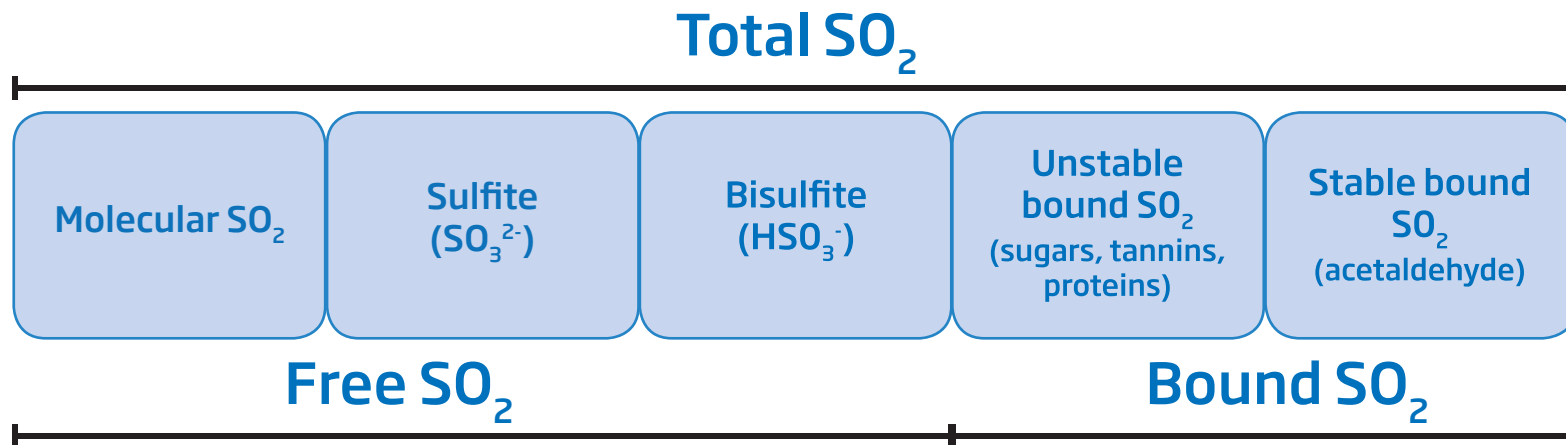 Total SO₂
Molecular SO₂
Sulfite
(SO₃²⁻)
Bisulfite
(HSO₃⁻)
Unstable
bound SO₂
(sugars, tannins,
proteins)
Stable bound
SO₂
(acetaldehyde)
Free SO₂
Bound SO₂